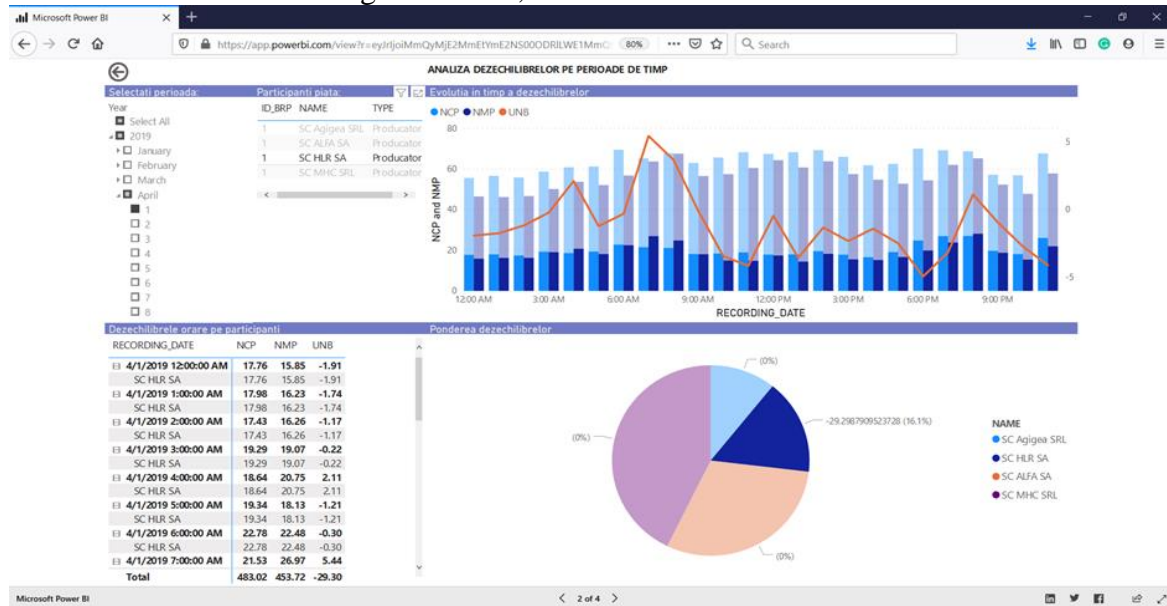 Microsoft Power BI
https://app.powerbi.com/view?r=
80%
Search
ANALIZA DEZECHILIBRELOR PE PERIOADE DE TIMP
Selectati perioada:
Year
Select All
2019
January
February
March
April
1
2
3
4
5
6
7
8
Participanti piata:
ID_BRP NAME TYPE
1 SC Agigea SRL Producator
1 SC ALFA SA Producator
1 SC HLR SA Producator
1 SC MHC SRL Producator
Evolutia in timp a dezechilibrelor
NCP NMP UNB
NCP and NMP
80
60
40
20
0
5
0
-5
12:00 AM 3:00 AM 6:00 AM 9:00 AM 12:00 PM 3:00 PM 6:00 PM 9:00 PM
RECORDING_DATE
Dezechilibrele orare pe participanti
RECORDING_DATE NCP NMP UNB
4/1/2019 12:00:00 AM 17.76 15.85 -1.91
SC HLR SA 17.76 15.85 -1.91
4/1/2019 1:00:00 AM 17.98 16.23 -1.74
SC HLR SA 17.98 16.23 -1.74
4/1/2019 2:00:00 AM 17.43 16.26 -1.17
SC HLR SA 17.43 16.26 -1.17
4/1/2019 3:00:00 AM 19.29 19.07 -0.22
SC HLR SA 19.29 19.07 -0.22
4/1/2019 4:00:00 AM 18.64 20.75 2.11
SC HLR SA 18.64 20.75 2.11
4/1/2019 5:00:00 AM 19.34 18.13 -1.21
SC HLR SA 19.34 18.13 -1.21
4/1/2019 6:00:00 AM 22.78 22.48 -0.30
SC HLR SA 22.78 22.48 -0.30
4/1/2019 7:00:00 AM 21.53 26.97 5.44
Total 483.02 453.72 -29.30
Ponderea dezechilibrelor
(0%)
-29.2987909523728 (16.1%)
(0%)
(0%)
NAME
SC Agigea SRL
SC HLR SA
SC ALFA SA
SC MHC SRL
Microsoft Power BI
2 of 4